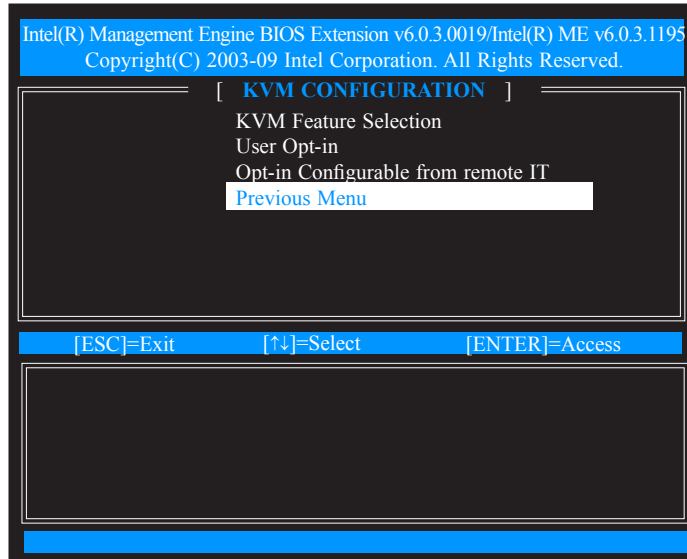 Intel(R) Management Engine BIOS Extension v6.0.3.0019/Intel(R) ME v6.0.3.1195
Copyright(C) 2003-09 Intel Corporation. All Rights Reserved.
[ KVM CONFIGURATION ]
KVM Feature Selection
User Opt-in
Opt-in Configurable from remote IT
Previous Menu
[ESC]=Exit [↑↓]=Select [ENTER]=Access